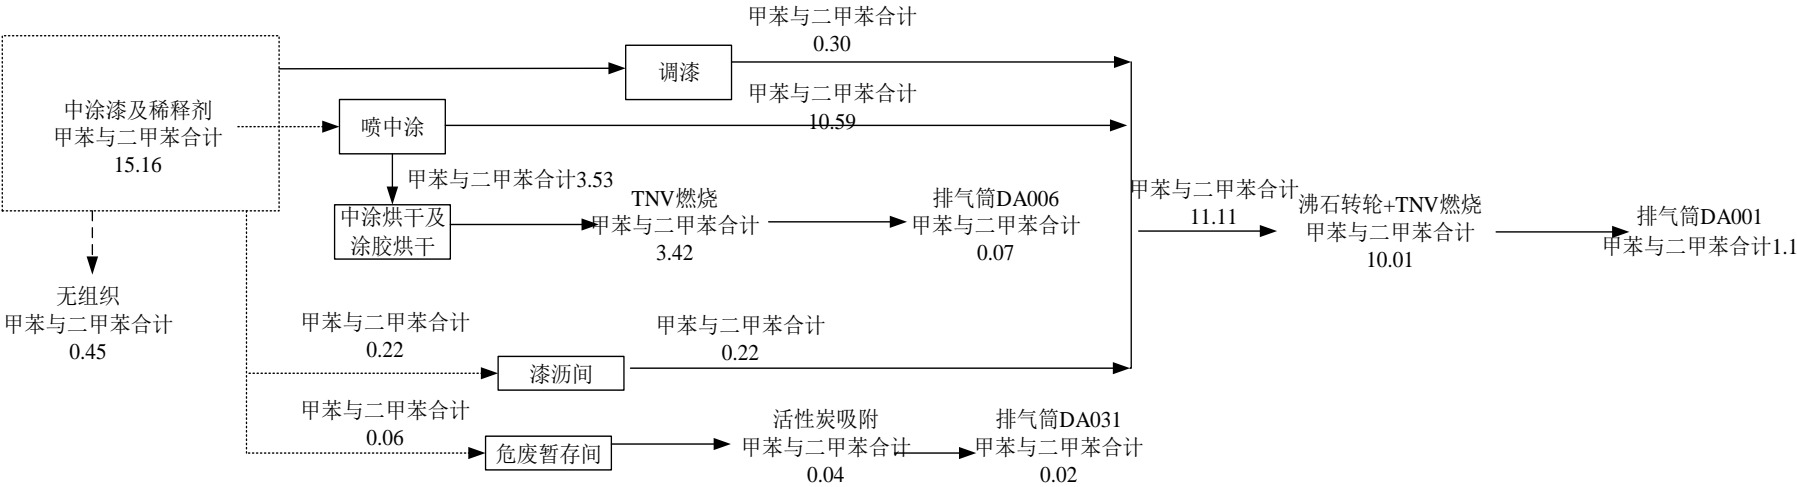 甲苯与二甲苯合计
0.30
调漆
中涂漆及稀释剂
甲苯与二甲苯合计
15.16
喷中涂
甲苯与二甲苯合计
10.59
甲苯与二甲苯合计3.53
中涂烘干及
涂胶烘干
TNV燃烧
甲苯与二甲苯合计
3.42
排气筒DA006
甲苯与二甲苯合计
0.07
甲苯与二甲苯合计
11.11
沸石转轮+TNV燃烧
甲苯与二甲苯合计
10.01
排气筒DA001
甲苯与二甲苯合计1.1
无组织
甲苯与二甲苯合计
0.45
甲苯与二甲苯合计
0.22
漆沥间
甲苯与二甲苯合计
0.22
甲苯与二甲苯合计
0.06
危废暂存间
活性炭吸附
甲苯与二甲苯合计
0.04
排气筒DA031
甲苯与二甲苯合计
0.02